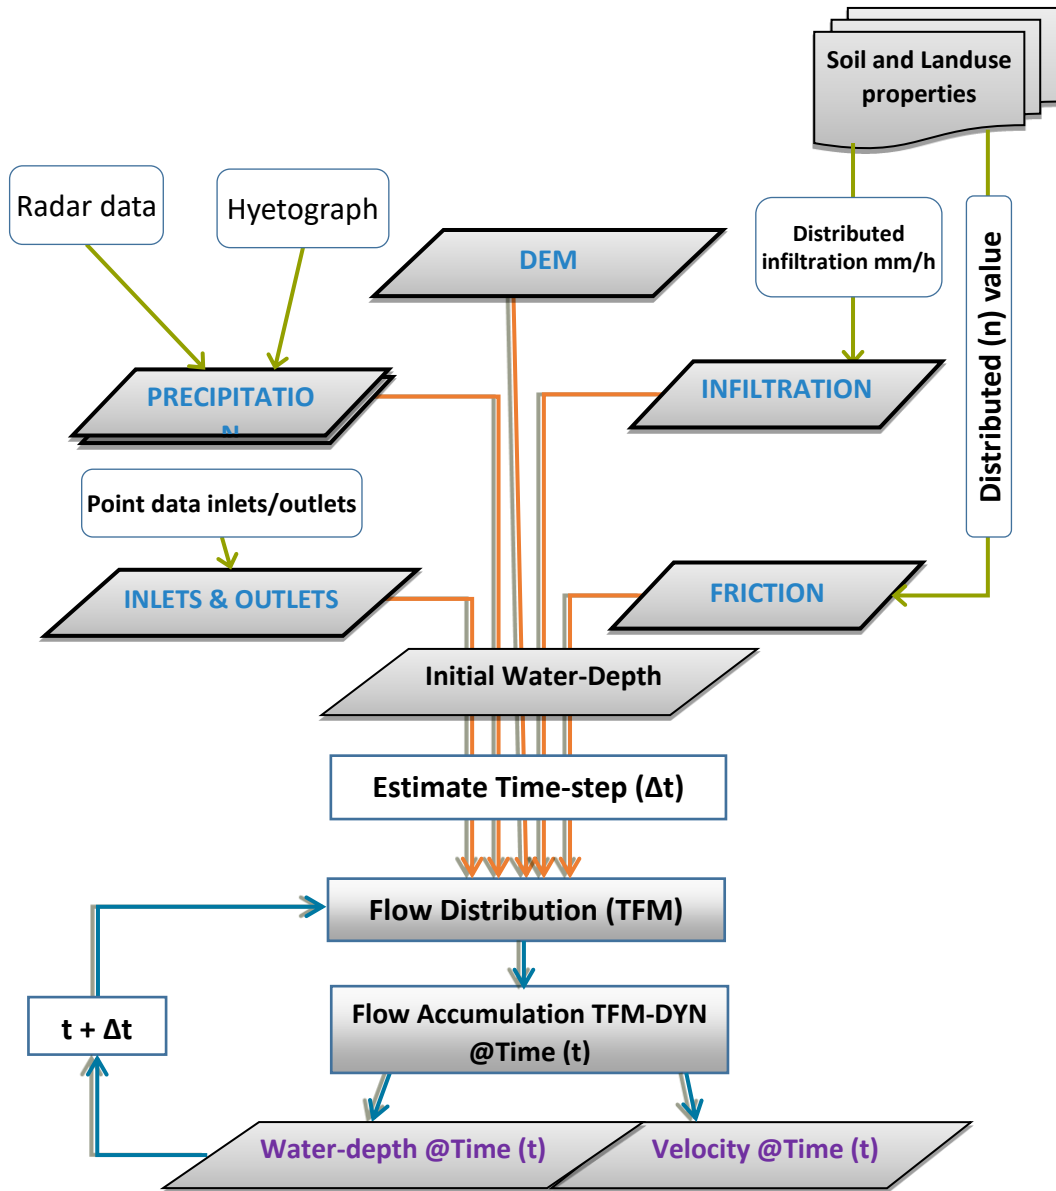 Soil and Landuse
properties
Radar data
Hyetograph
DEM
Distributed
infiltration mm/h
Distributed (n) value
PRECIPITATIO
N
INFILTRATION
Point data inlets/outlets
INLETS & OUTLETS
FRICTION
Initial Water-Depth
Estimate Time-step (Δt)
Flow Distribution (TFM)
t + Δt
Flow Accumulation TFM-DYN
@Time (t)
Water-depth @Time (t)
Velocity @Time (t)